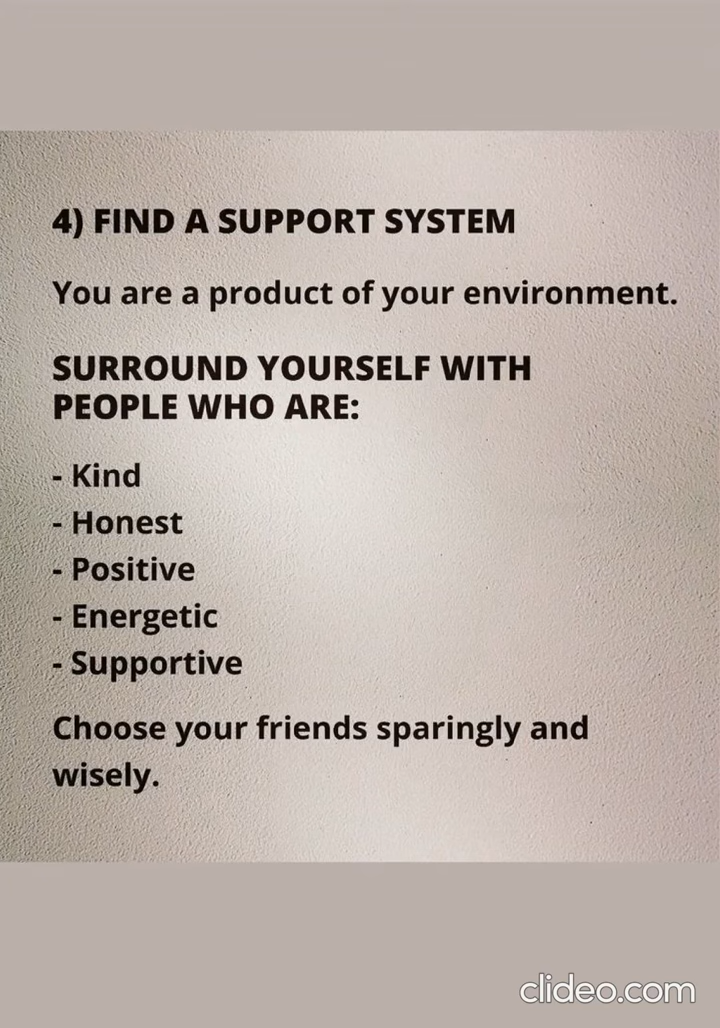 4) FIND A SUPPORT SYSTEM
You are a product of your environment.
SURROUND YOURSELF WITH
PEOPLE WHO ARE:
- Kind
- Honest
- Positive
- Energetic
- Supportive
Choose your friends sparingly and
wisely.
clideo.com